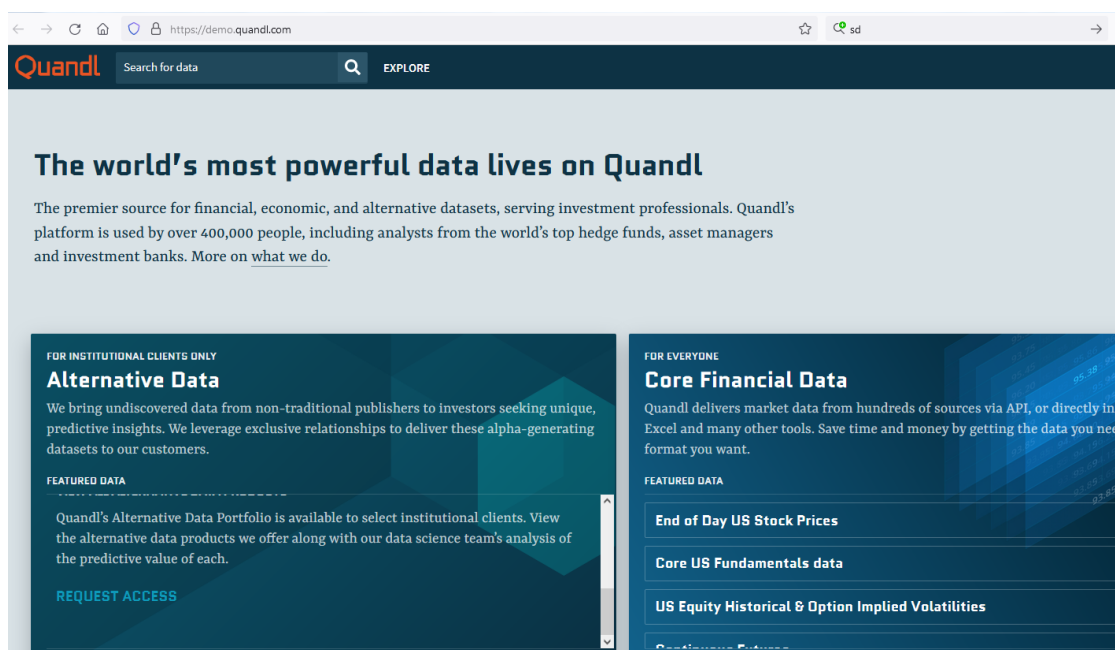 https://demo.quandl.com
sd
Quandl
Search for data
EXPLORE
The world's most powerful data lives on Quandl
The premier source for financial, economic, and alternative datasets, serving investment professionals. Quandl's
platform is used by over 400,000 people, including analysts from the world's top hedge funds, asset managers
and investment banks. More on what we do.
FOR INSTITUTIONAL CLIENTS ONLY
Alternative Data
We bring undiscovered data from non-traditional publishers to investors seeking unique,
predictive insights. We leverage exclusive relationships to deliver these alpha-generating
datasets to our customers.
FEATURED DATA
Quandl's Alternative Data Portfolio is available to select institutional clients. View
the alternative data products we offer along with our data science team's analysis of
the predictive value of each.
REQUEST ACCESS
FOR EVERYONE
Core Financial Data
Quandl delivers market data from hundreds of sources via API, or directly in
Excel and many other tools. Save time and money by getting the data you
format you want.
FEATURED DATA
End of Day US Stock Prices
Core US Fundamentals data
US Equity Historical & Option Implied Volatilities
Continuous Futures